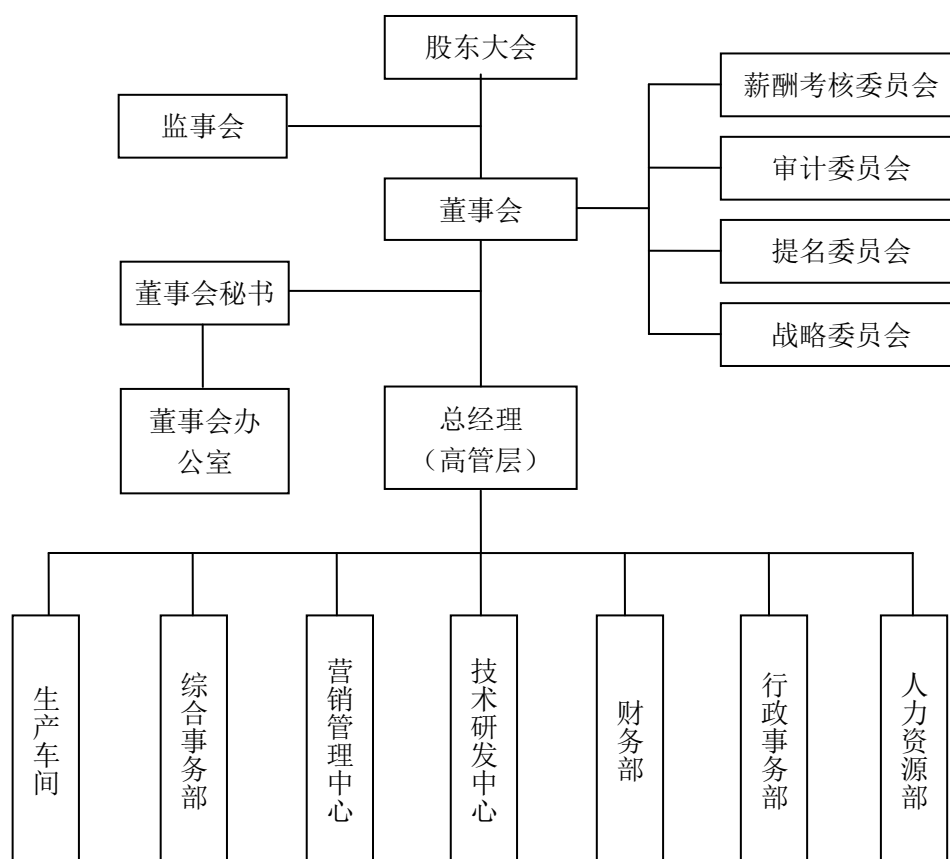 股东大会
薪酬考核委员会
监事会
审计委员会
董事会
提名委员会
董事会秘书
战略委员会
董事会办
公室
总经理
（高管层）
生产车间
综合事务部
营销管理中心
技术研发中心
财务部
行政事务部
人力资源部